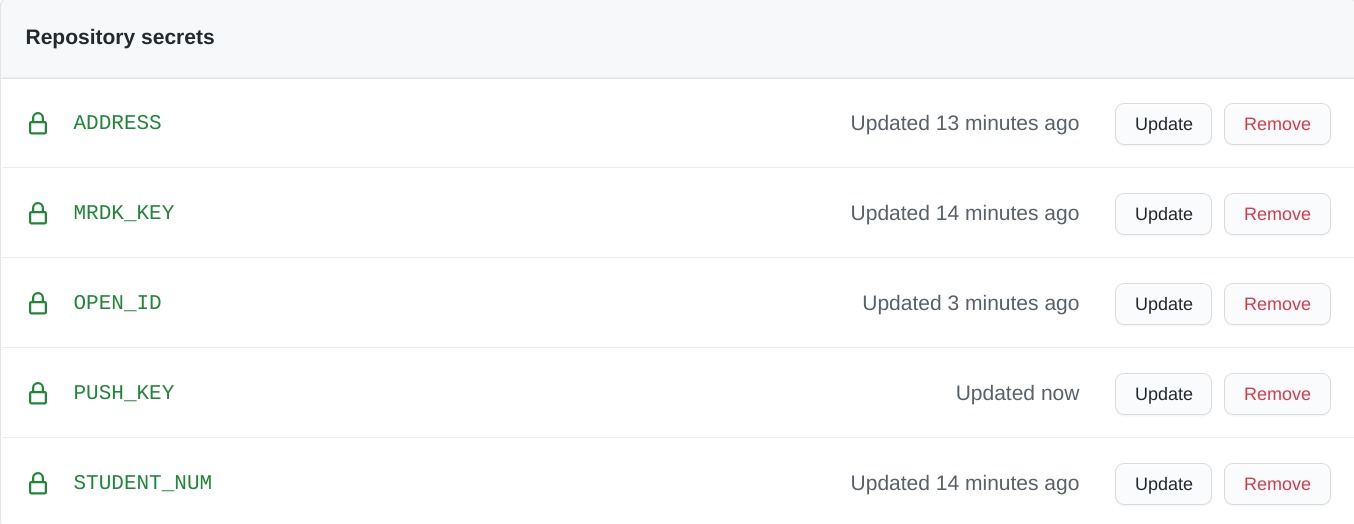 Repository secrets
ADDRESS Updated 13 minutes ago Update Remove
MRDK_KEY Updated 14 minutes ago Update Remove
OPEN_ID Updated 3 minutes ago Update Remove
PUSH_KEY Updated now Update Remove
STUDENT_NUM Updated 14 minutes ago Update Remove